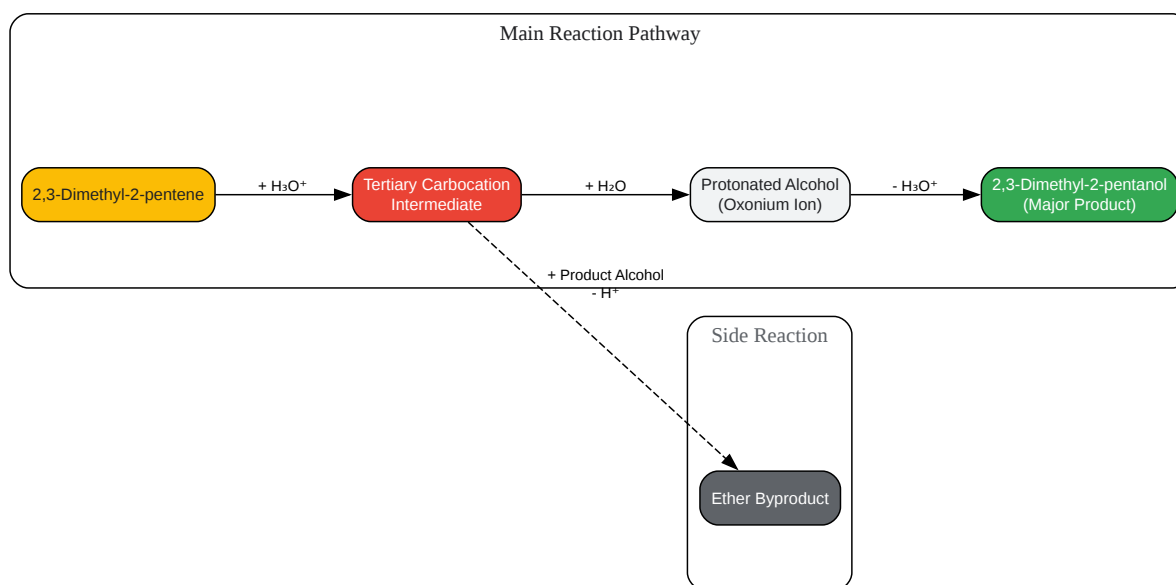 Main Reaction Pathway
2,3-Dimethyl-2-pentene
+ H₃O⁺
Tertiary Carbocation
Intermediate
+ H₂O
Protonated Alcohol
(Oxonium Ion)
- H₃O⁺
2,3-Dimethyl-2-pentanol
(Major Product)
+ Product Alcohol
- H⁺
Side Reaction
Ether Byproduct